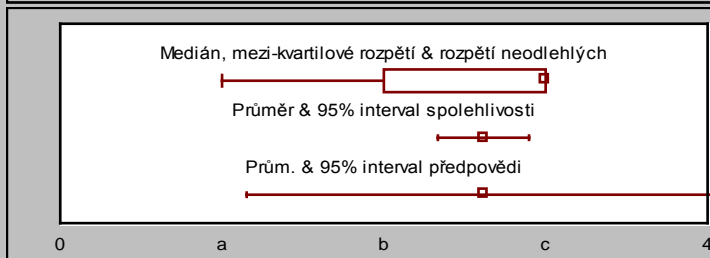 Medián, mezi-kvartilové rozpětí & rozpětí neodlehlých
Průměr & 95% interval spolehlivosti
Prům. & 95% interval předpovědi
0 a b c 4